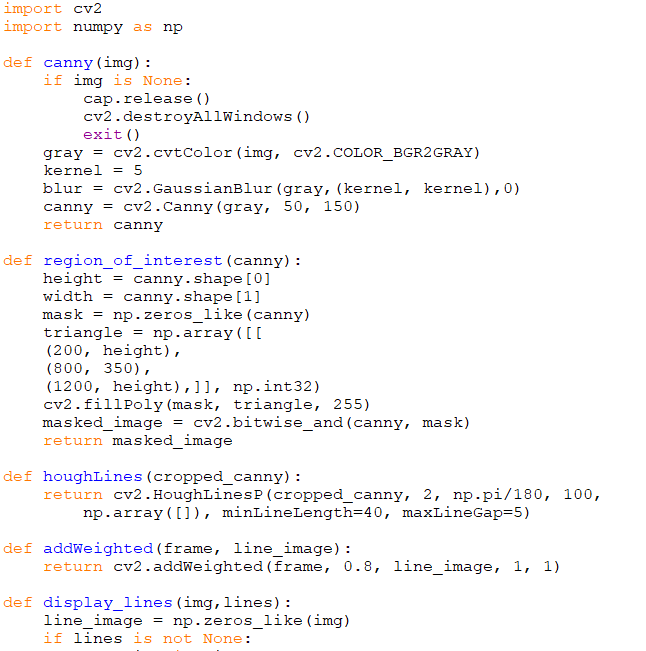 import cv2
import numpy as np
def canny(img):
if img is None:
cap.release()
cv2.destroyAllWindows()
exit()
gray = cv2.cvtColor(img, cv2.COLOR_BGR2GRAY)
kernel = 5
blur = cv2.GaussianBlur(gray,(kernel, kernel),0)
canny = cv2.Canny(gray, 50, 150)
return canny
def region_of_interest(canny):
height = canny.shape[0]
width = canny.shape[1]
mask = np.zeros_like(canny)
triangle = np.array([[
(200, height),
(800, 350),
(1200, height),]], np.int32)
cv2.fillPoly(mask, triangle, 255)
masked_image = cv2.bitwise_and(canny, mask)
return masked_image
def houghLines(cropped_canny):
return cv2.HoughLinesP(cropped_canny, 2, np.pi/180, 100,
np.array([]), minLineLength=40, maxLineGap=5)
def addWeighted(frame, line_image):
return cv2.addWeighted(frame, 0.8, line_image, 1, 1)
def display_lines(img,lines):
line_image = np.zeros_like(img)
if lines is not None: